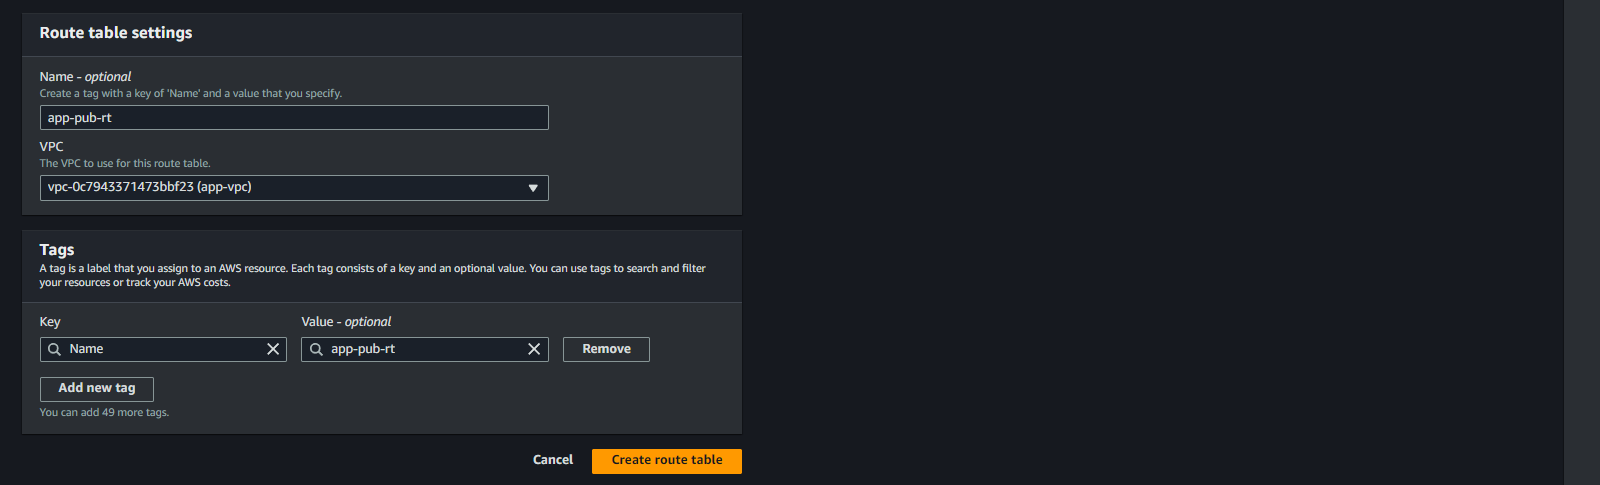 Route table settings
Name - optional
Create a tag with a key of 'Name' and a value that you specify.
app-pub-rt
VPC
The VPC to use for this route table.
vpc-0c7943371473bbf23 (app-vpc)
Tags
A tag is a label that you assign to an AWS resource. Each tag consists of a key and an optional value. You can use tags to search and filter
your resources or track your AWS costs.
Key
Value - optional
Name
app-pub-rt
Remove
Add new tag
You can add 49 more tags.
Cancel
Create route table